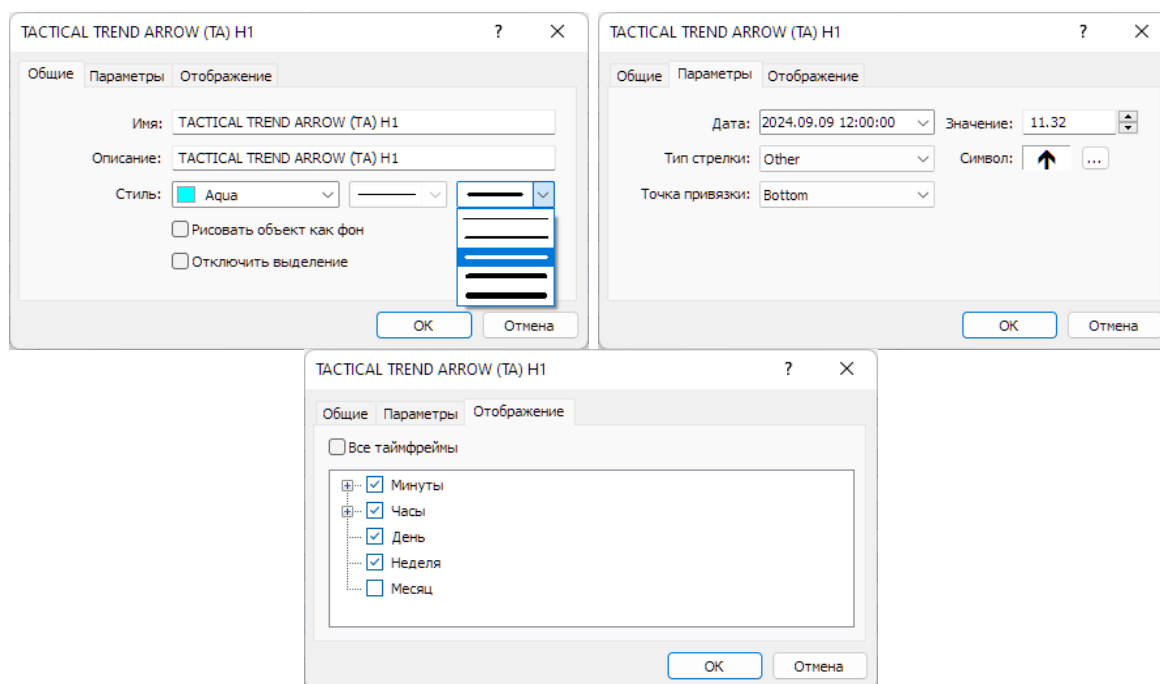 TACTICAL TREND ARROW (TA) H1 ?
Общие Параметры Отображение
Имя: TACTICAL TREND ARROW (TA) H1
Описание: TACTICAL TREND ARROW (TA) H1
Стиль: Aqua
Рисовать объект как фон
Отключить выделение
OK Отмена
TACTICAL TREND ARROW (TA) H1 ?
Общие Параметры Отображение
Дата: 2024.09.09 12:00:00 Значение: 11.32
Тип стрелки: Other Символ: ...
Точка привязки: Bottom
OK Отмена
TACTICAL TREND ARROW (TA) H1 ?
Общие Параметры Отображение
Все таймфреймы
Минуты
Часы
День
Неделя
Месяц
OK Отмена